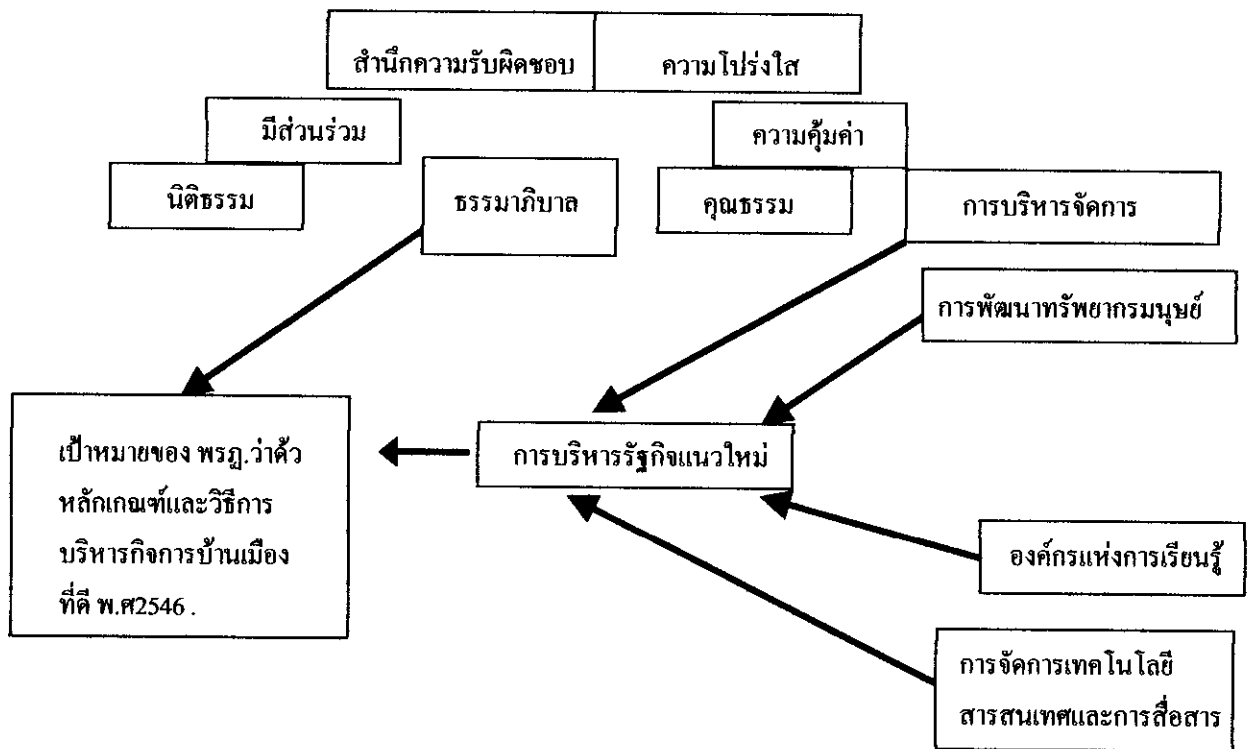 สำนึกความรับผิดชอบ ความโปร่งใส
มีส่วนร่วม ความคุ้มค่า
นิติธรรม ธรรมาภิบาล คุณธรรม การบริหารจัดการ
การพัฒนาทรัพยากรมนุษย์
เป้าหมายของ พรฎ.ว่าด้ว
หลักเกณฑ์และวิธีการ
บริหารกิจการบ้านเมือง
ที่ดี พ.ศ2546 .
การบริหารรัฐกิจแนวใหม่
องค์กรแห่งการเรียนรู้
การจัดการเทคโนโลยี
สารสนเทศและการสื่อสาร